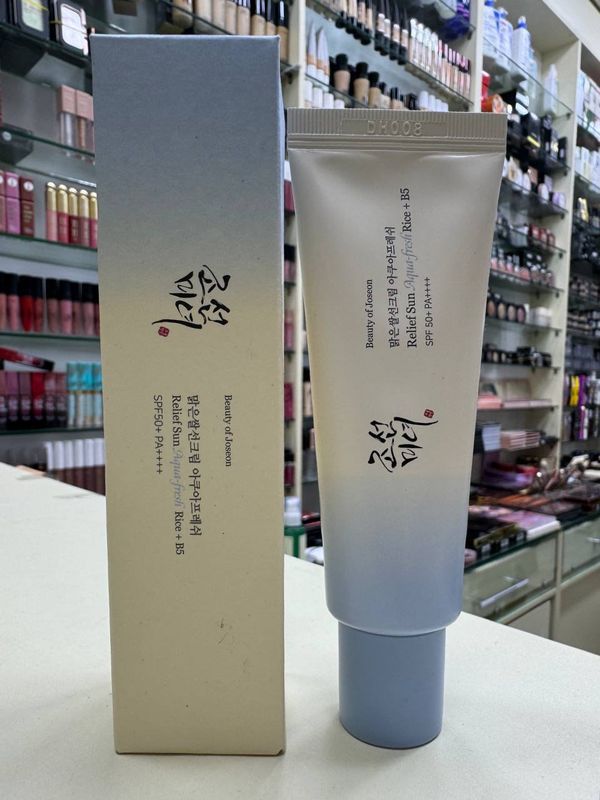 조선
미녀
Beauty of Joseon
맑은쌀선크림 아쿠아프레쉬
Relief Sun Aqua-fresh Rice + B5
SPF50+ PA++++
DH008
Beauty of Joseon
맑은쌀선크림 아쿠아프레쉬
Relief Sun Aqua-fresh Rice + B5
SPF 50+ PA++++
조선
미녀